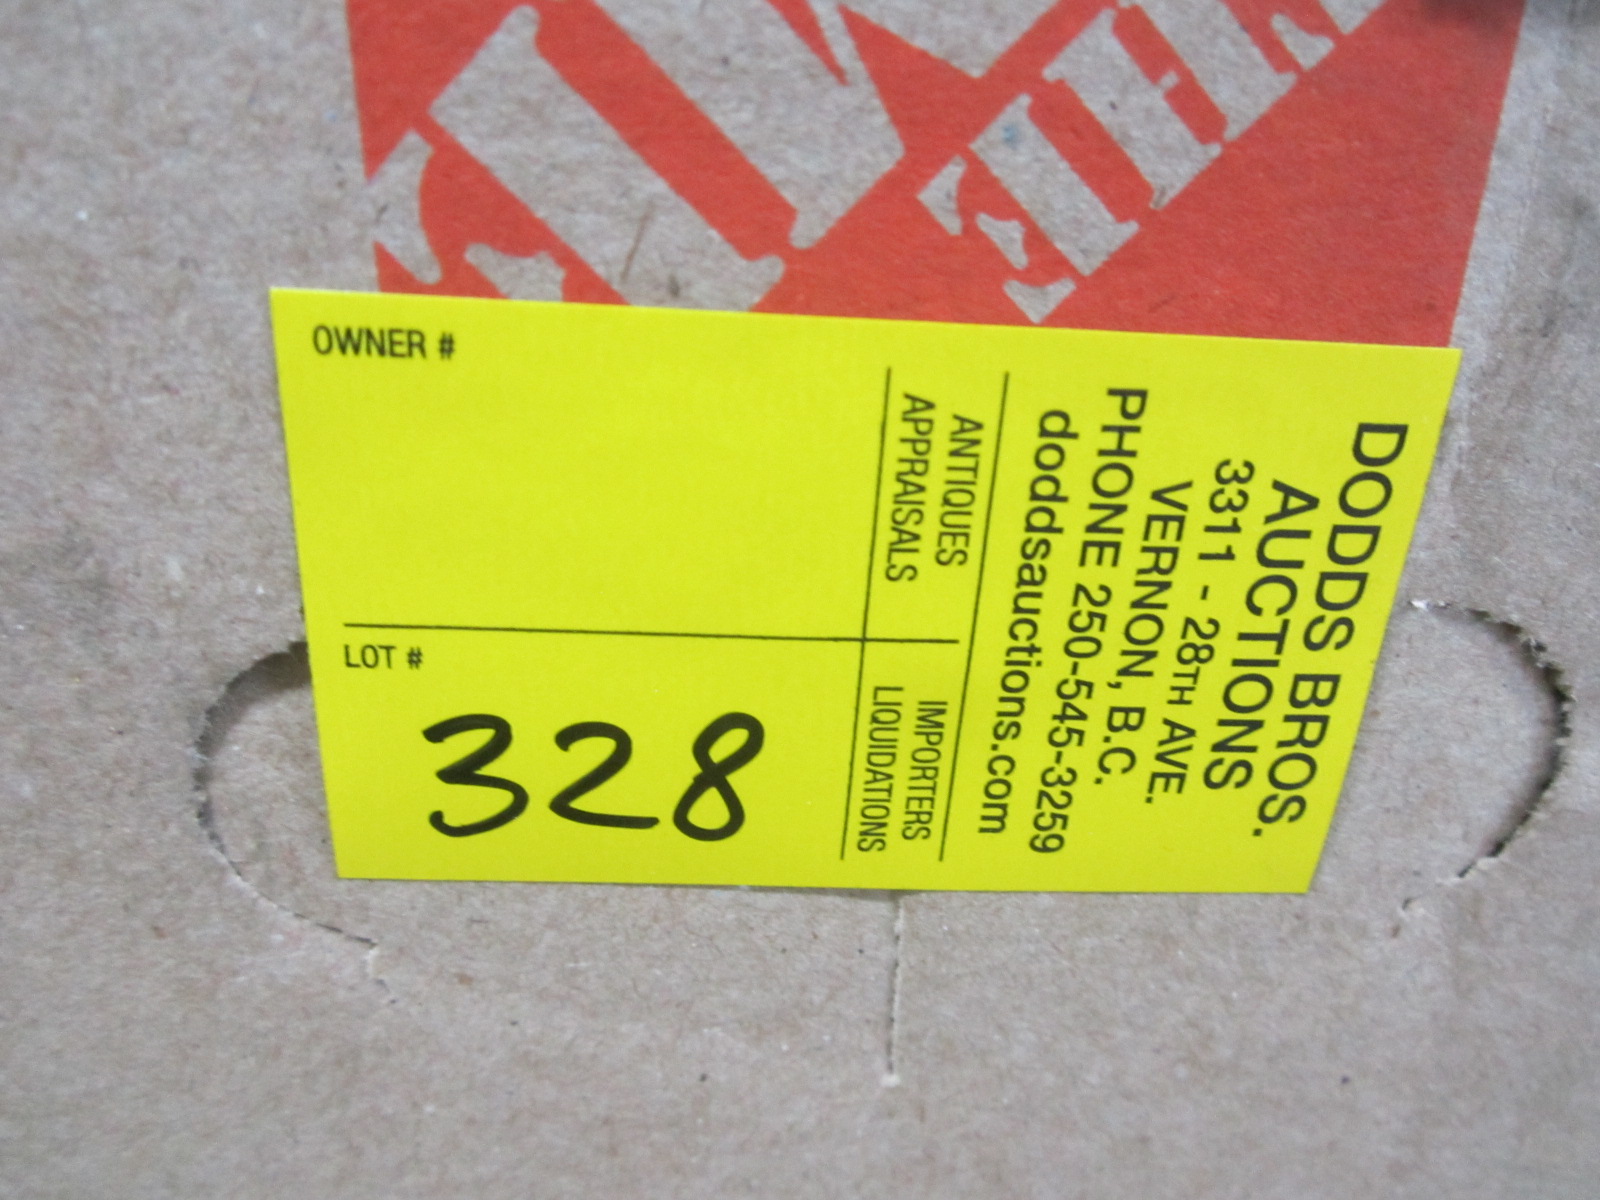 OWNER #
LOT #
328
DODDS BROS.
AUCTIONS
3311 - 28TH AVE.
VERNON, B.C.
PHONE 250-545-3259
doddsauctions.com
ANTIQUES
APPRAISALS
IMPORTERS
LIQUIDATIONS